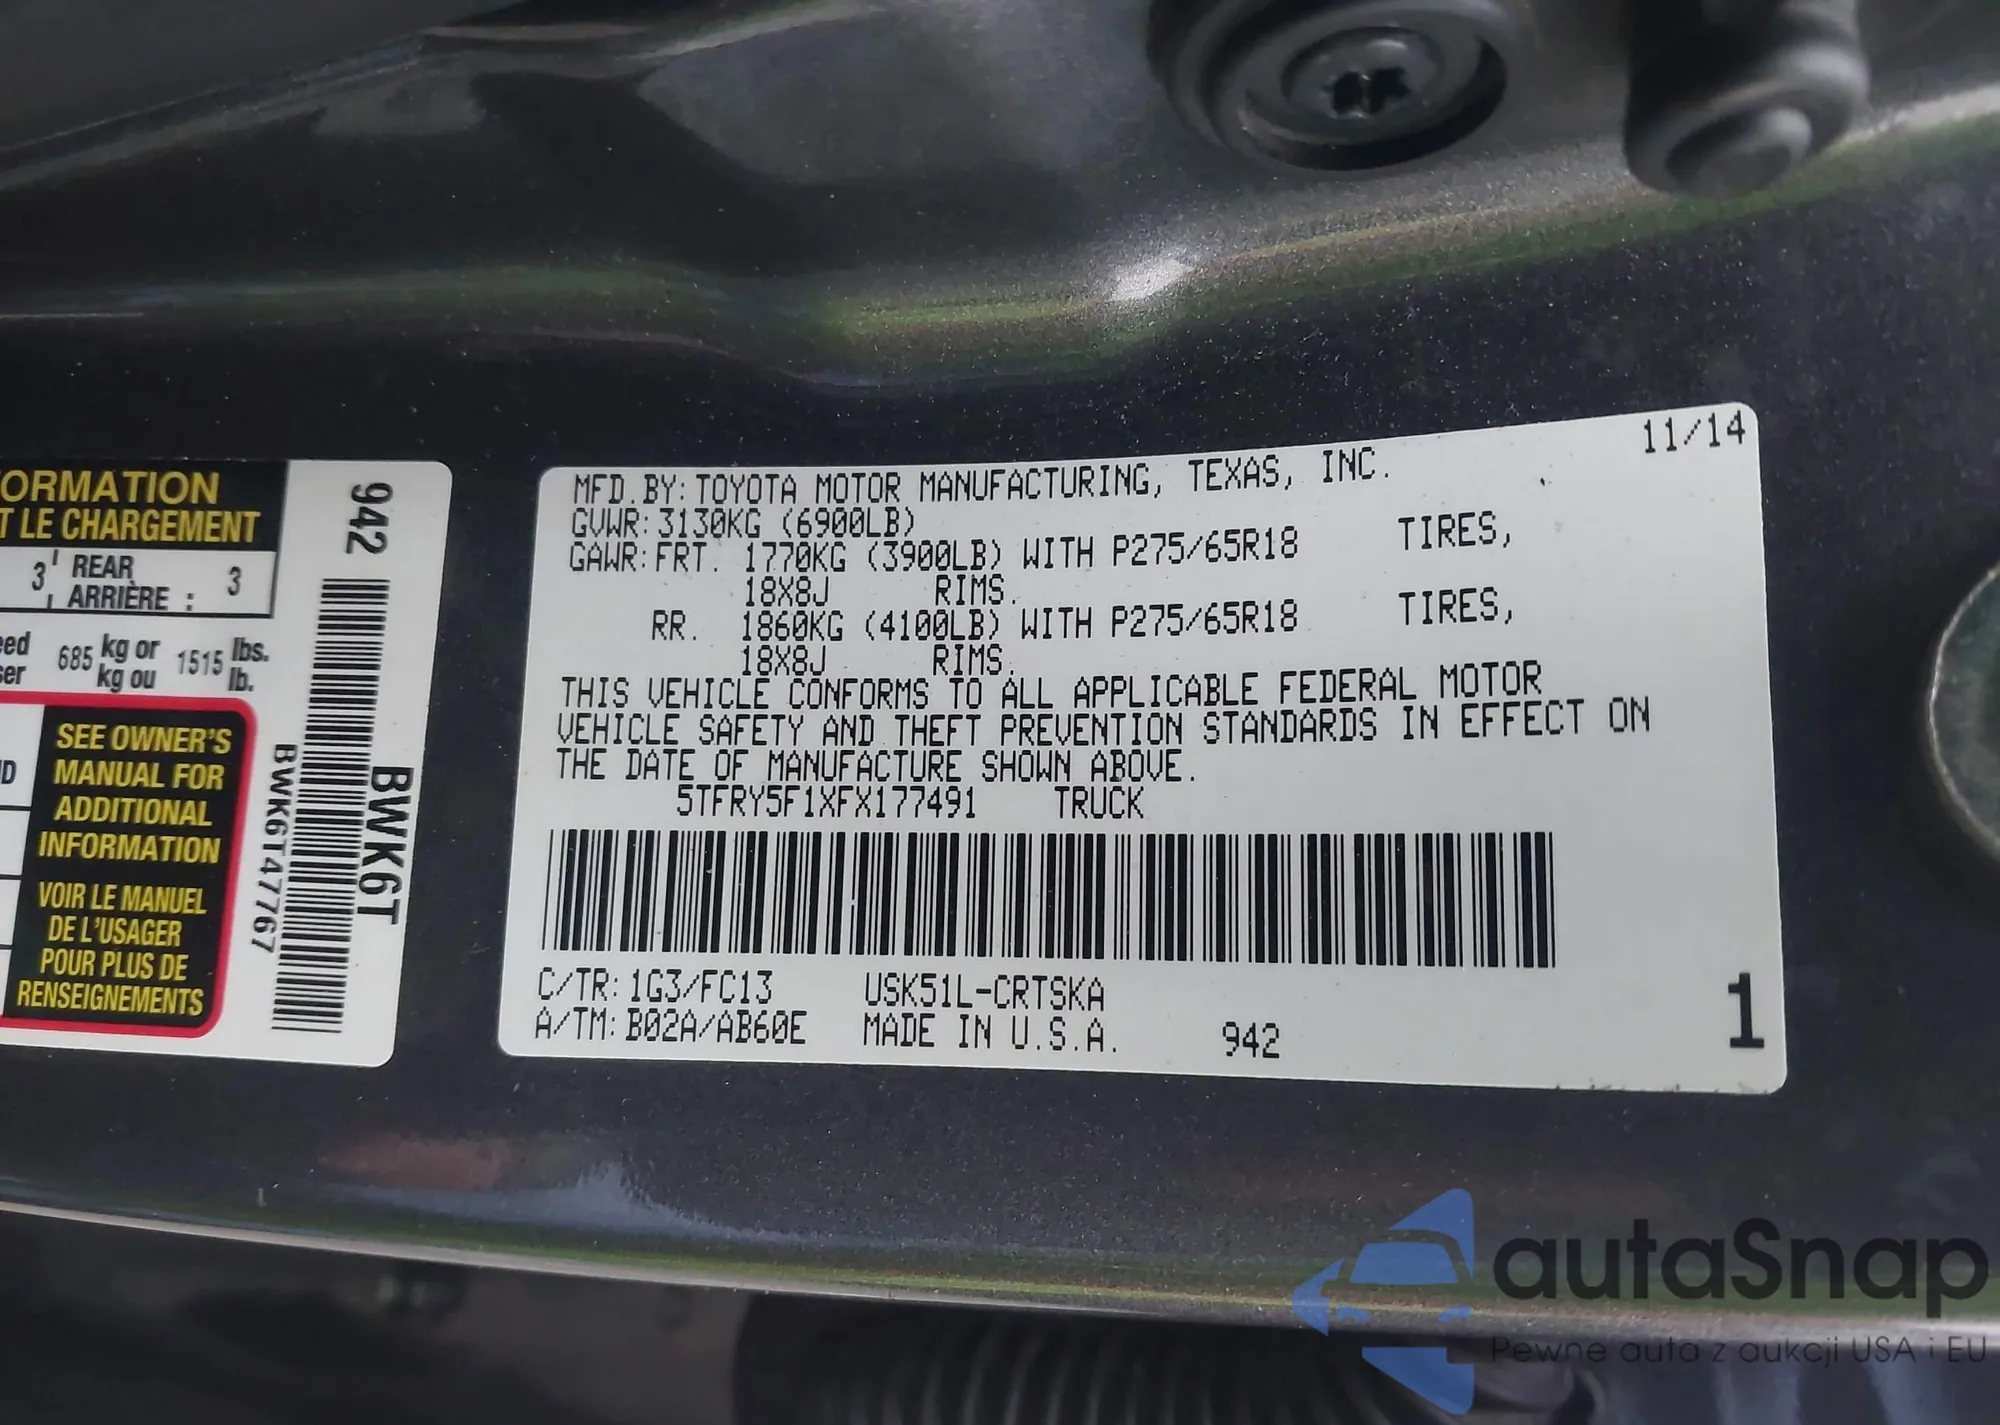 ORMATION
T LE CHARGEMENT
3 REAR 3
ARRIÈRE :
685 kg or 1515 lbs.
kg ou lb.
SEE OWNER'S
MANUAL FOR
ADDITIONAL
INFORMATION
VOIR LE MANUEL
DE L'USAGER
POUR PLUS DE
RENSEIGNEMENTS
942
BWK6T
BWK6T47767
11/14
MFD.BY:TOYOTA MOTOR MANUFACTURING, TEXAS, INC.
GVWR:3130KG (6900LB)
GAWR:FRT. 1770KG (3900LB) WITH P275/65R18 TIRES,
18X8J RIMS.
RR. 1860KG (4100LB) WITH P275/65R18 TIRES,
18X8J RIMS.
THIS VEHICLE CONFORMS TO ALL APPLICABLE FEDERAL MOTOR
VEHICLE SAFETY AND THEFT PREVENTION STANDARDS IN EFFECT ON
THE DATE OF MANUFACTURE SHOWN ABOVE.
5TFRY5F1XFX177491 TRUCK
C/TR:1G3/FC13 USK51L-CRTSKA
A/TM:B02A/AB60E MADE IN U.S.A. 942
1
autaSnap
Pewne auta z aukcji USA i EU